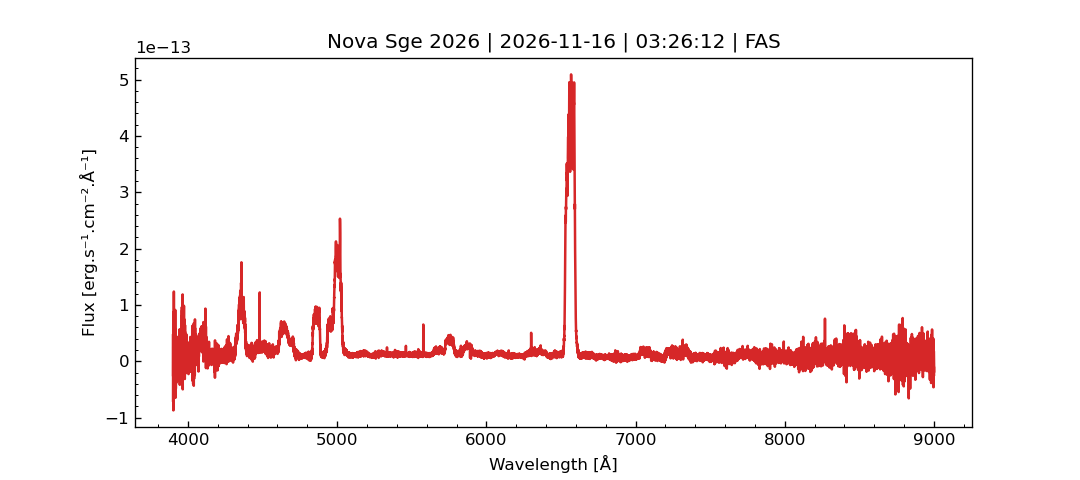 Nova Sge 2026 | 2026-11-16 | 03:26:12 | FAS
1e−13
5
4
3
2
1
0
−1
Flux [erg.s⁻¹.cm⁻².Å⁻¹]
4000 5000 6000 7000 8000 9000
Wavelength [Å]